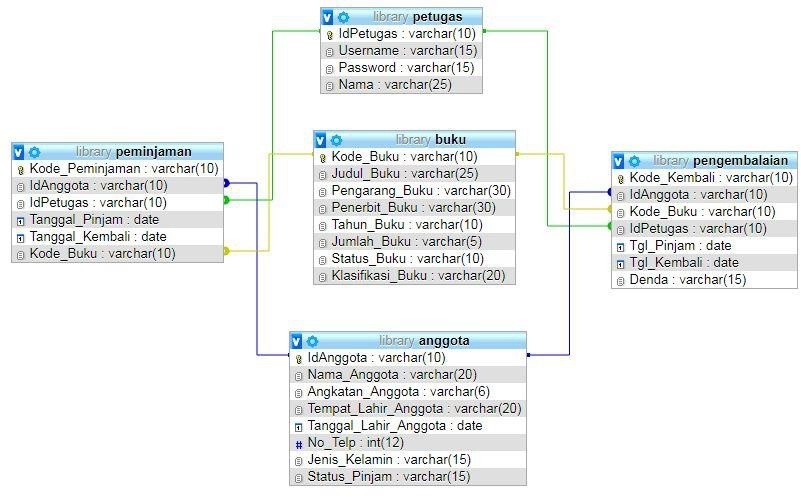 library petugas
IdPetugas : varchar(10)
Username : varchar(15)
Password : varchar(15)
Nama : varchar(25)
library peminjaman
Kode_Peminjaman : varchar(10)
IdAnggota : varchar(10)
IdPetugas : varchar(10)
Tanggal_Pinjam : date
Tanggal_Kembali : date
Kode_Buku : varchar(10)
library buku
Kode_Buku : varchar(10)
Judul_Buku : varchar(25)
Pengarang_Buku : varchar(30)
Penerbit_Buku : varchar(30)
Tahun_Buku : varchar(10)
Jumlah_Buku : varchar(5)
Status_Buku : varchar(10)
Klasifikasi_Buku : varchar(20)
library pengembalaian
Kode_Kembali : varchar(10)
IdAnggota : varchar(10)
Kode_Buku : varchar(10)
IdPetugas : varchar(10)
Tgl_Pinjam : date
Tgl_Kembali : date
Denda : varchar(15)
library anggota
IdAnggota : varchar(10)
Nama_Anggota : varchar(20)
Angkatan_Anggota : varchar(6)
Tempat_Lahir_Anggota : varchar(20)
Tanggal_Lahir_Anggota : date
# No_Telp : int(12)
Jenis_Kelamin : varchar(15)
Status_Pinjam : varchar(15)